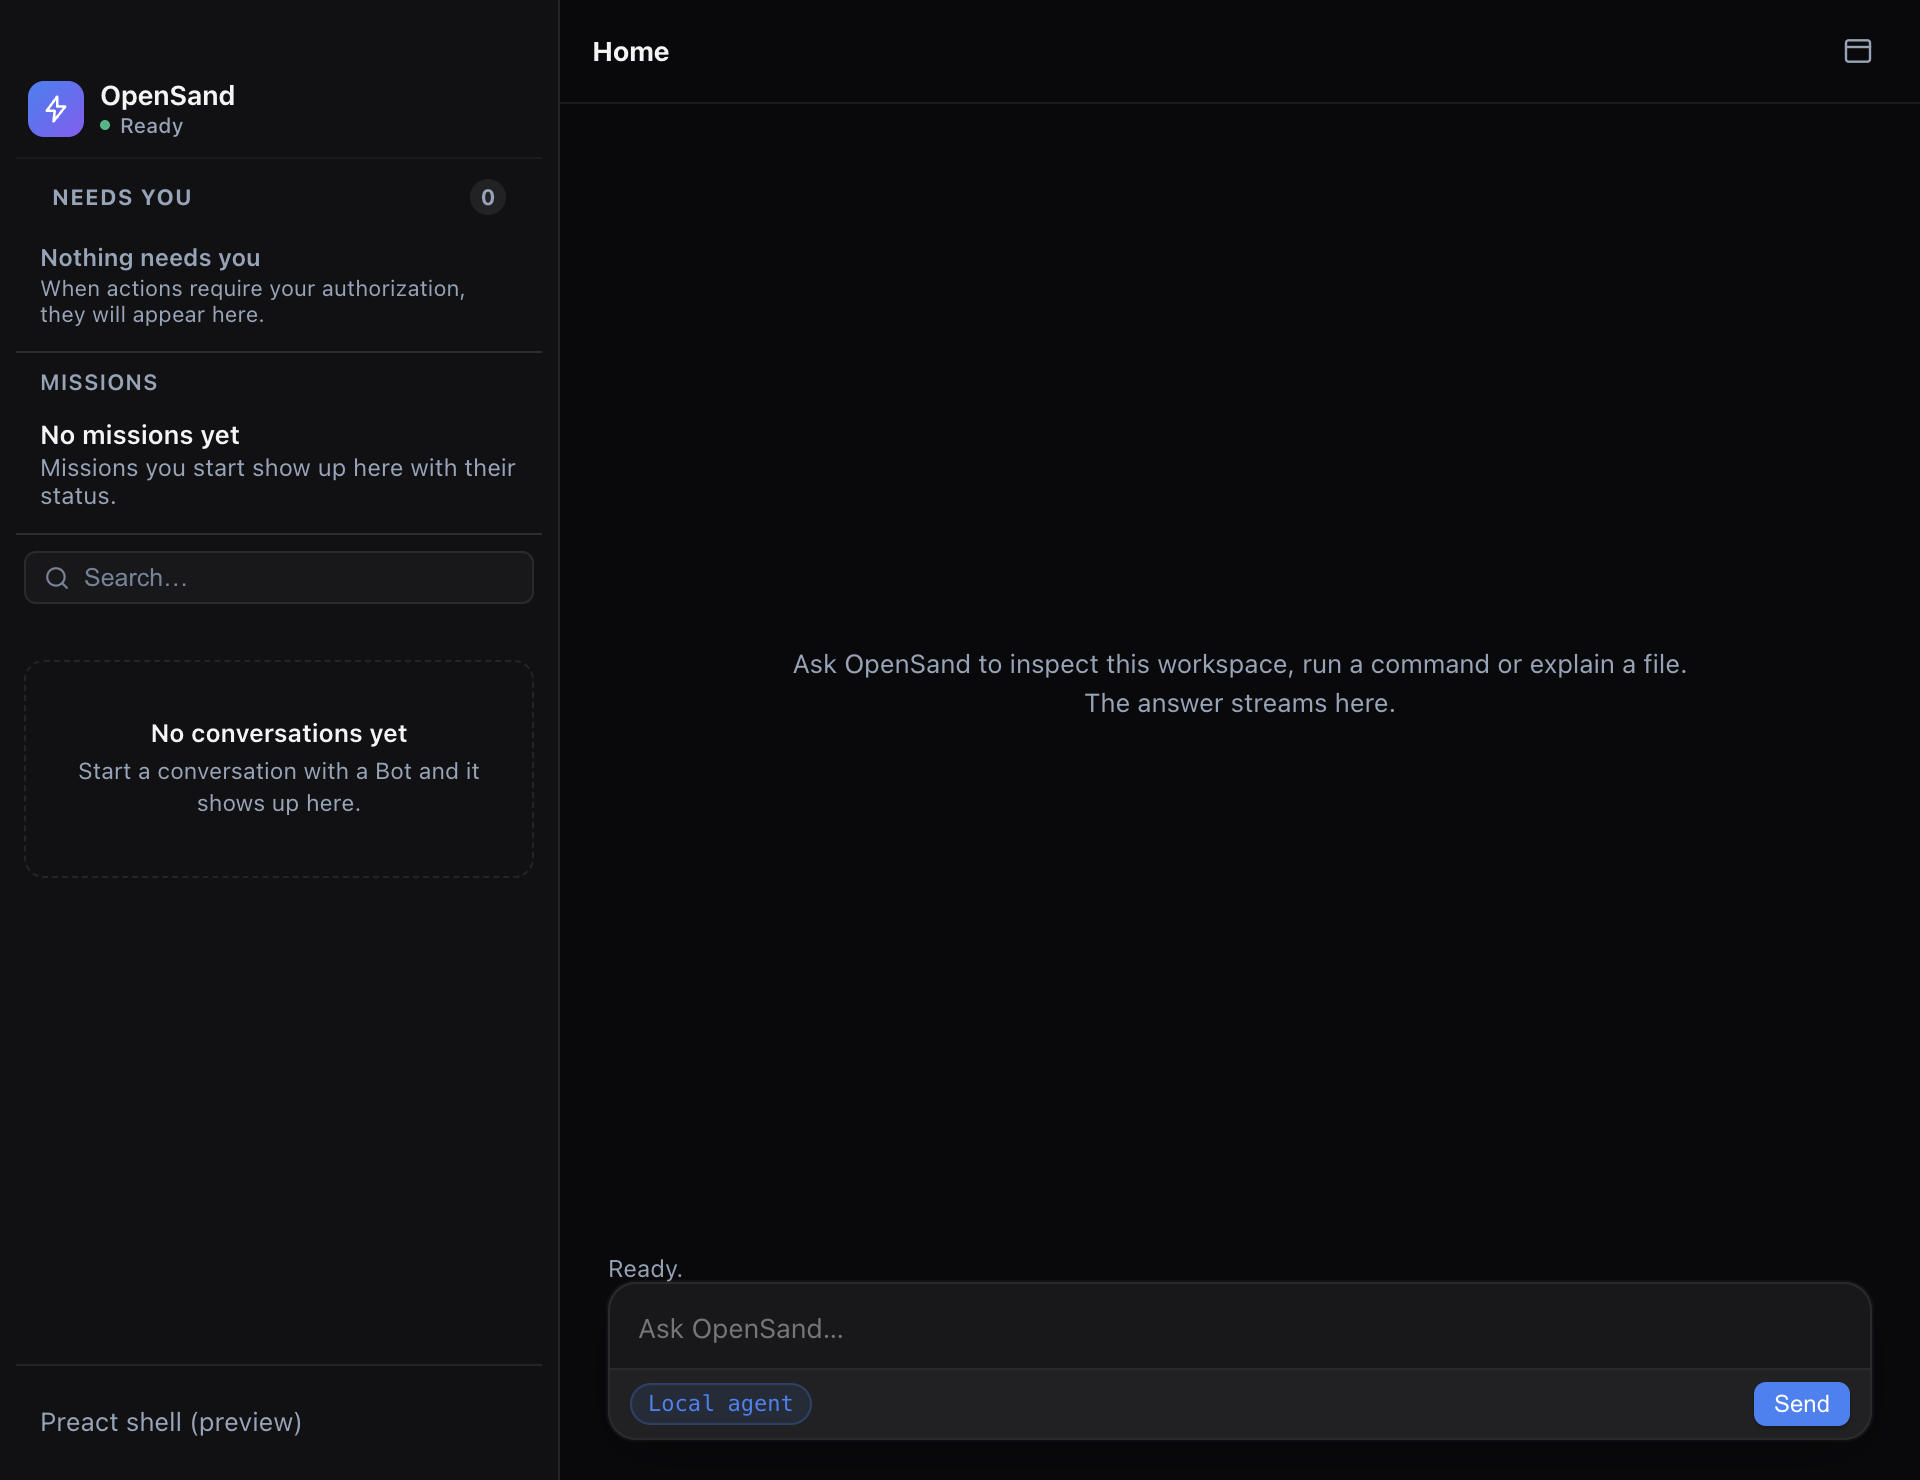 OpenSand
Ready
NEEDS YOU
0
Nothing needs you
When actions require your authorization,
they will appear here.
MISSIONS
No missions yet
Missions you start show up here with their
status.
Search…
No conversations yet
Start a conversation with a Bot and it
shows up here.
Preact shell (preview)
Home
Ask OpenSand to inspect this workspace, run a command or explain a file.
The answer streams here.
Ready.
Ask OpenSand...
Local agent
Send